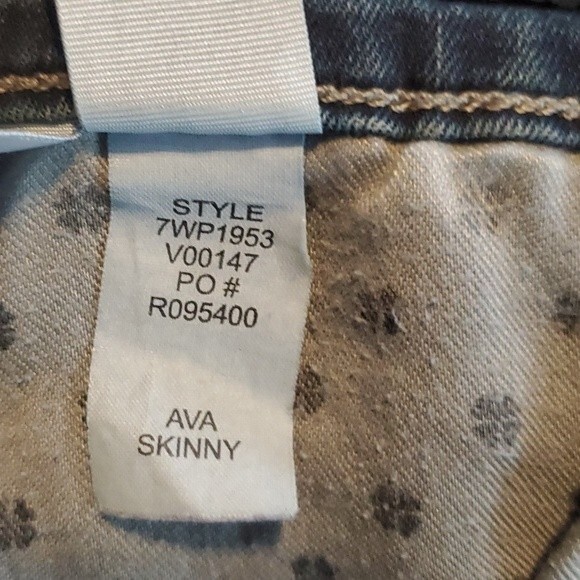 STYLE
7WP1953
V00147
PO #
R095400
AVA
SKINNY